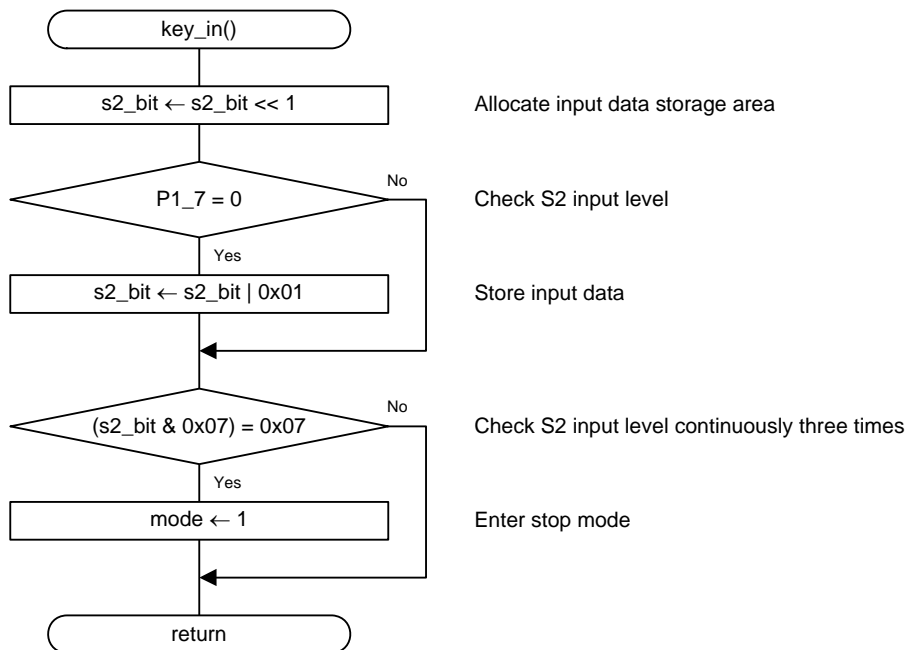 key_in()
s2_bit ← s2_bit << 1
Allocate input data storage area
No
P1_7 = 0
Check S2 input level
Yes
s2_bit ← s2_bit | 0x01
Store input data
No
(s2_bit & 0x07) = 0x07
Check S2 input level continuously three times
Yes
mode ← 1
Enter stop mode
return